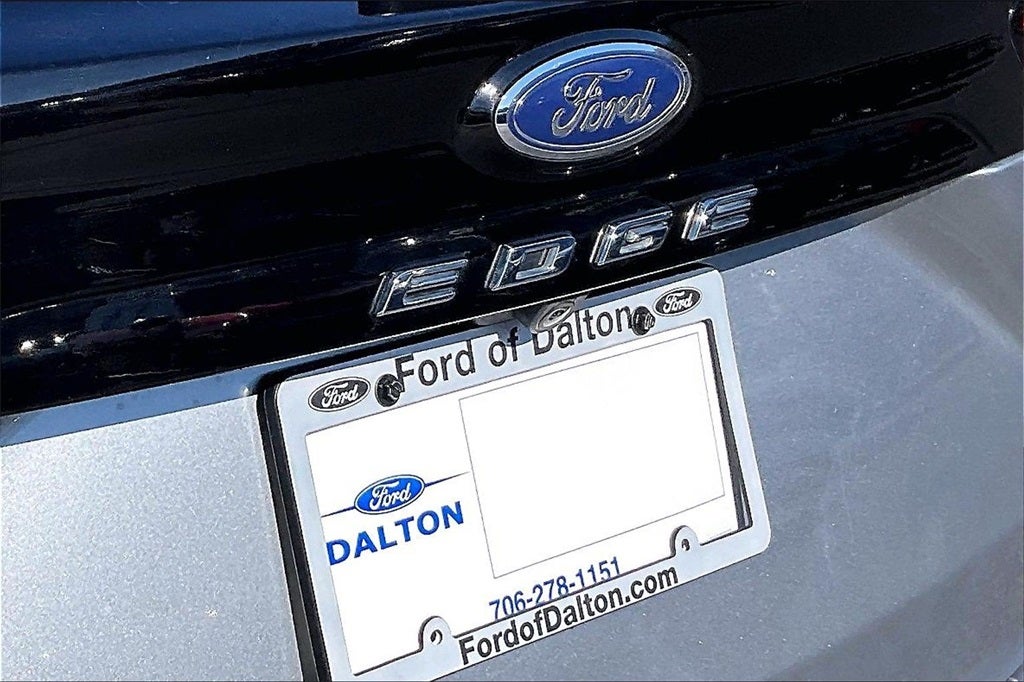 Ford
EDGE
Ford
Ford
Ford of Dalton
Ford
DALTON
706-278-1151
FordofDalton.com